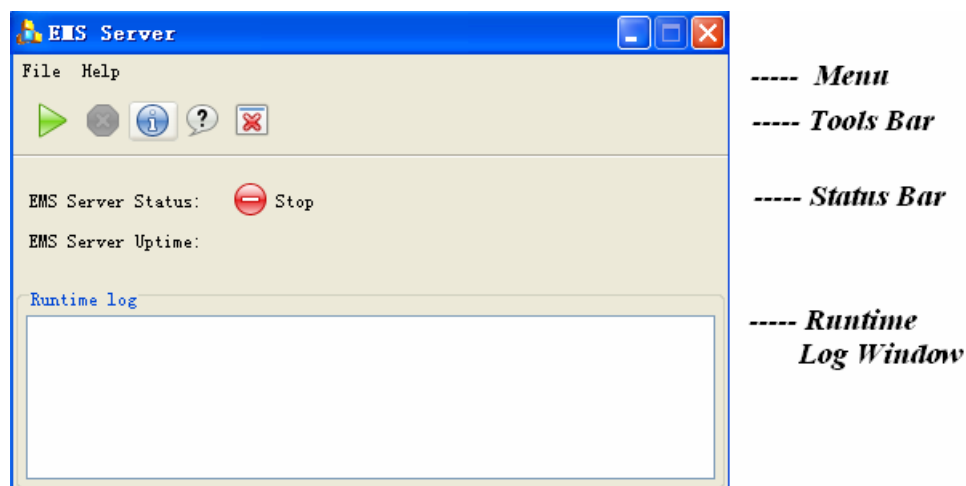 EMS Server
File Help
----- Menu
----- Tools Bar
EMS Server Status: Stop
----- Status Bar
EMS Server Uptime:
Runtime log
----- Runtime
Log Window